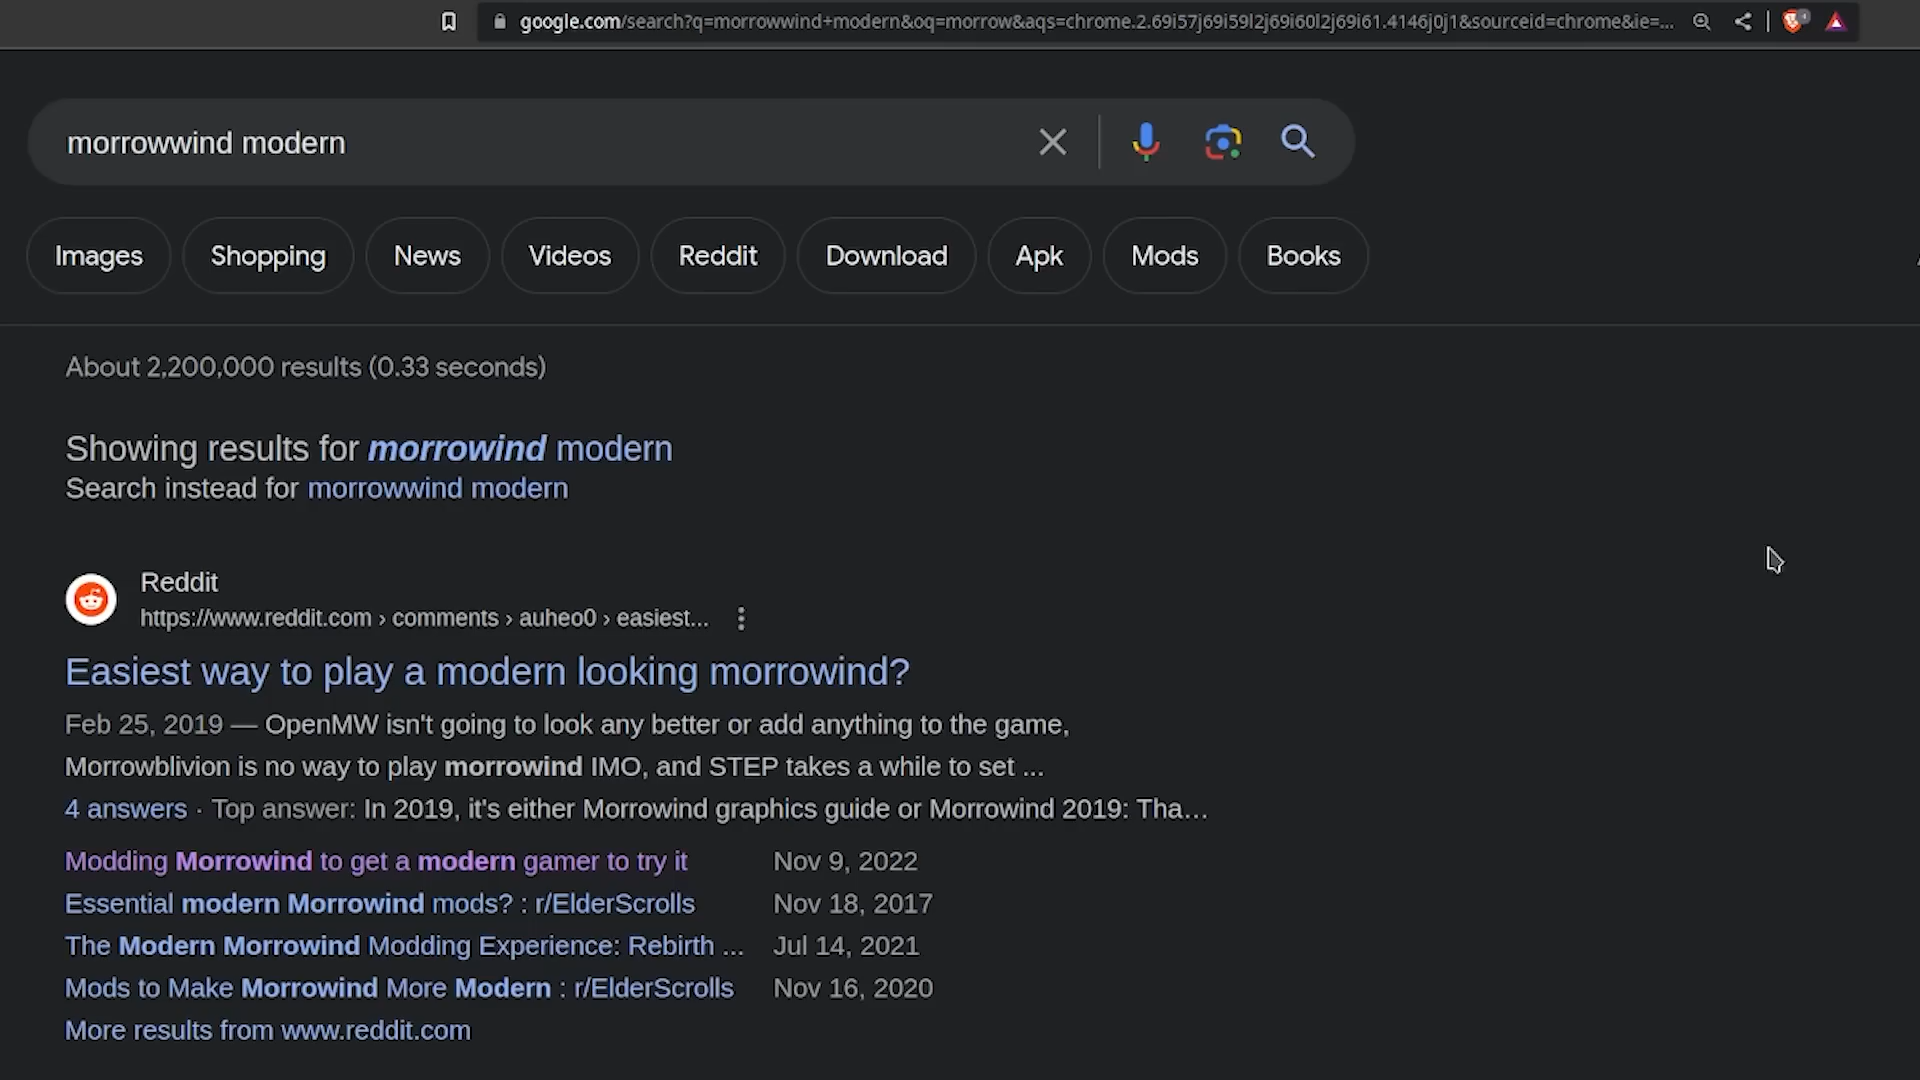 google.com/search?q=morrowwind+modern&oq=morrow&aqs=chrome.2.69i57j69i59l2j69i60l2j69i61.4146j0j1&sourceid=chrome&ie=...
morrowwind modern
Images Shopping News Videos Reddit Download Apk Mods Books
About 2,200,000 results (0.33 seconds)
Showing results for morrowind modern
Search instead for morrowwind modern
Reddit
https://www.reddit.com › comments › auheo0 › easiest...
Easiest way to play a modern looking morrowind?
Feb 25, 2019 — OpenMW isn't going to look any better or add anything to the game,
Morrowblivion is no way to play morrowind IMO, and STEP takes a while to set ...
4 answers · Top answer: In 2019, it's either Morrowind graphics guide or Morrowind 2019: Tha...
Modding Morrowind to get a modern gamer to try it Nov 9, 2022
Essential modern Morrowind mods? : r/ElderScrolls Nov 18, 2017
The Modern Morrowind Modding Experience: Rebirth ... Jul 14, 2021
Mods to Make Morrowind More Modern : r/ElderScrolls Nov 16, 2020
More results from www.reddit.com